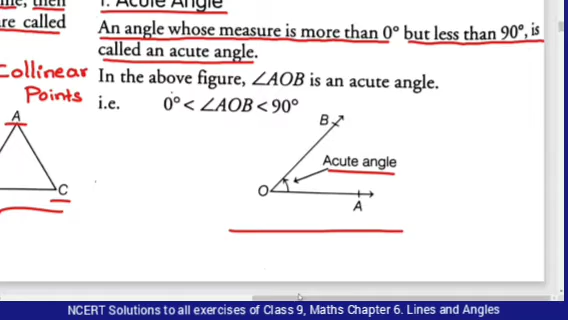 me, then
re called
Collinear
Points
A
C
1. Acute Angle
An angle whose measure is more than 0° but less than 90°, is
called an acute angle.
In the above figure, ∠AOB is an acute angle.
i.e. 0° < ∠AOB < 90°
B
Acute angle
O
A
NCERT Solutions to all exercises of Class 9, Maths Chapter 6. Lines and Angles